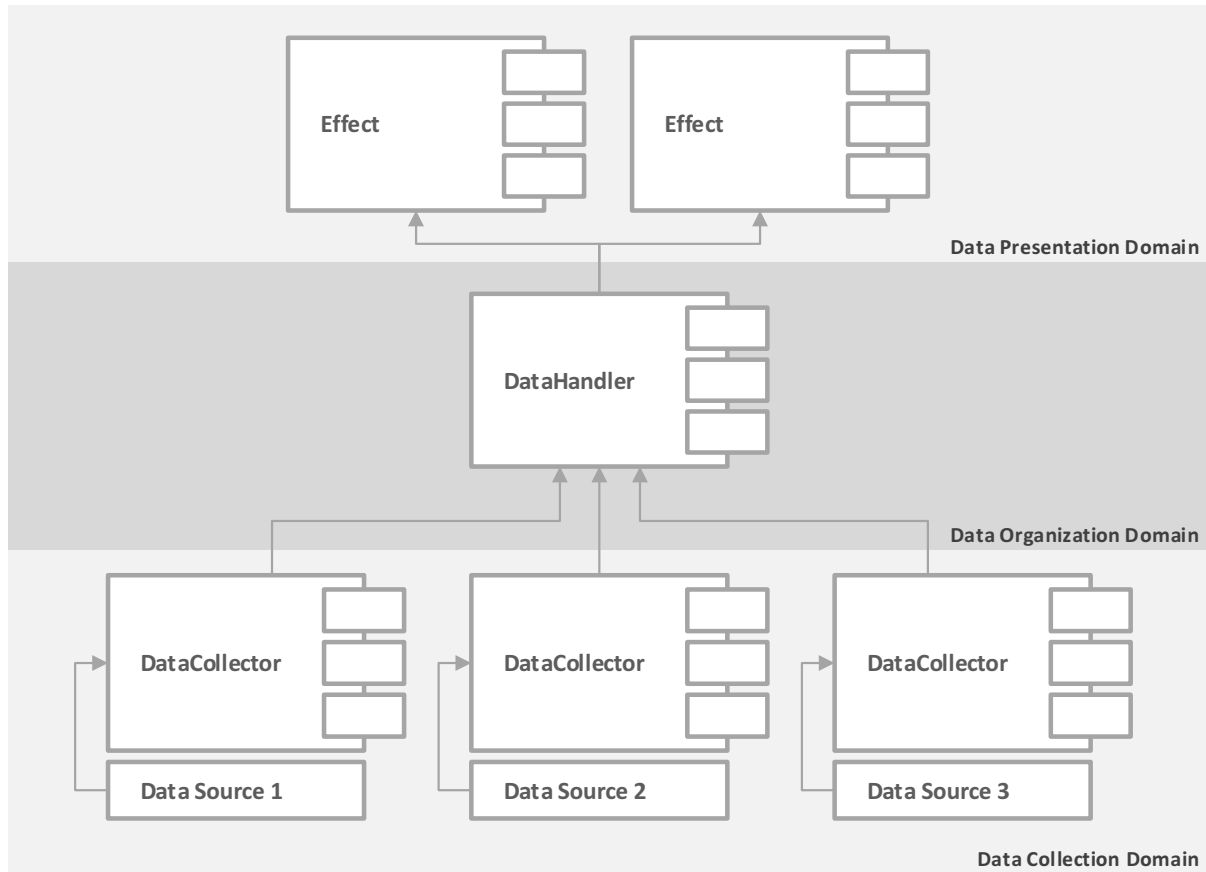 Effect
Effect
Data Presentation Domain
DataHandler
Data Organization Domain
DataCollector
DataCollector
DataCollector
Data Source 1
Data Source 2
Data Source 3
Data Collection Domain